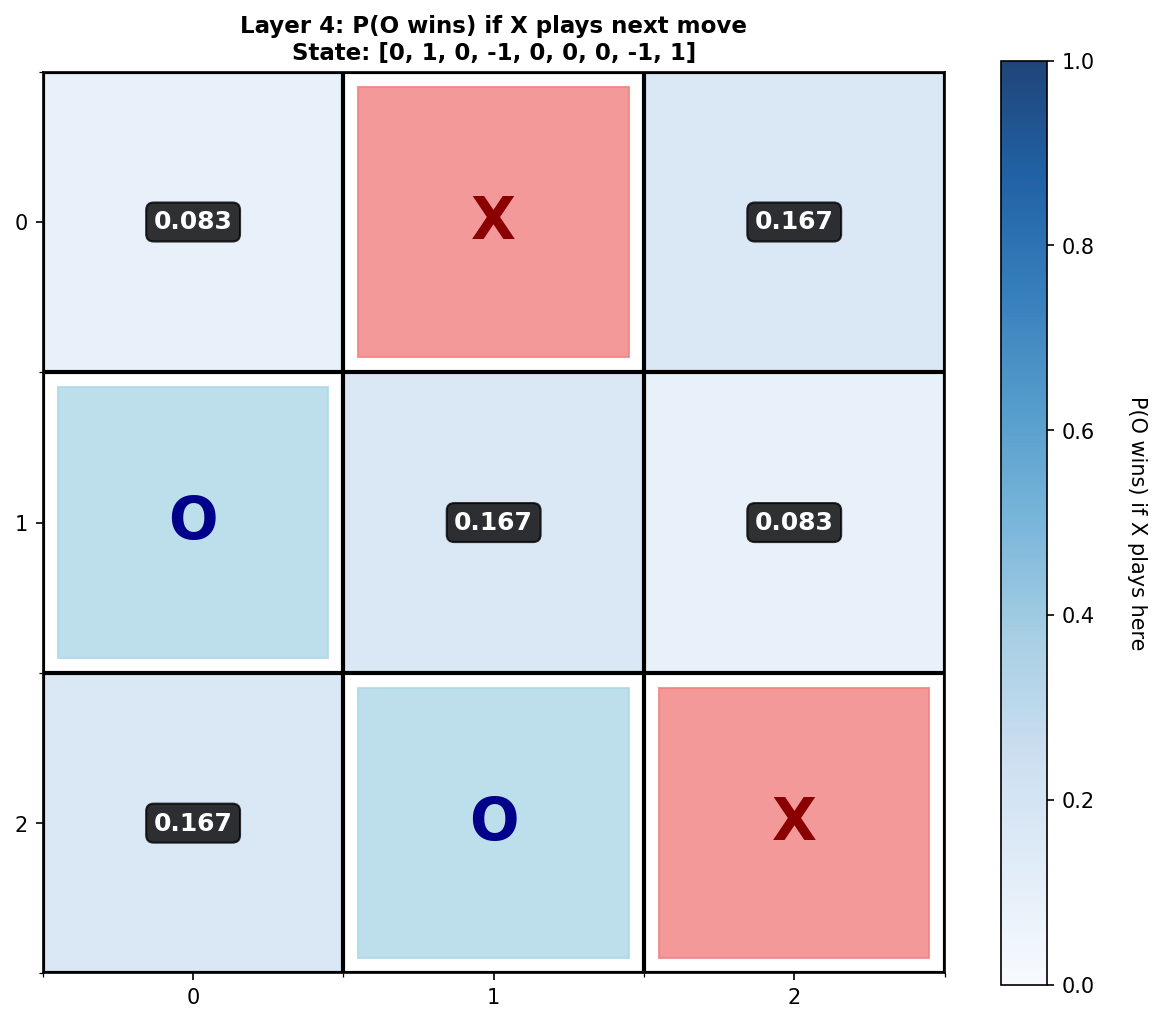 Layer 4: P(O wins) if X plays next move
State: [0, 1, 0, -1, 0, 0, 0, -1, 1]
0
0.083
X
0.167
1
O
0.167
0.083
2
0.167
O
X
0
1
2
1.0
0.8
0.6
0.4
0.2
0.0
P(O wins) if X plays here